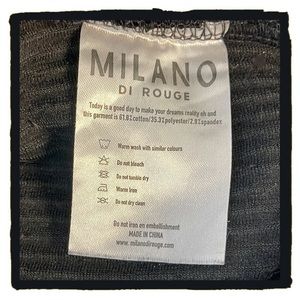 MILANO
DI ROUGE
Today is a good day to make your dreams reality eh and
this garment is 61.8%cotton/35.3%polyester/2.9%spandex
Warm wash with similar colours
Do not bleach
Do not tumble dry
Warm Iron
Do not dry clean
Do not iron on embellishment
MADE IN CHINA
www.milanodirouge.com